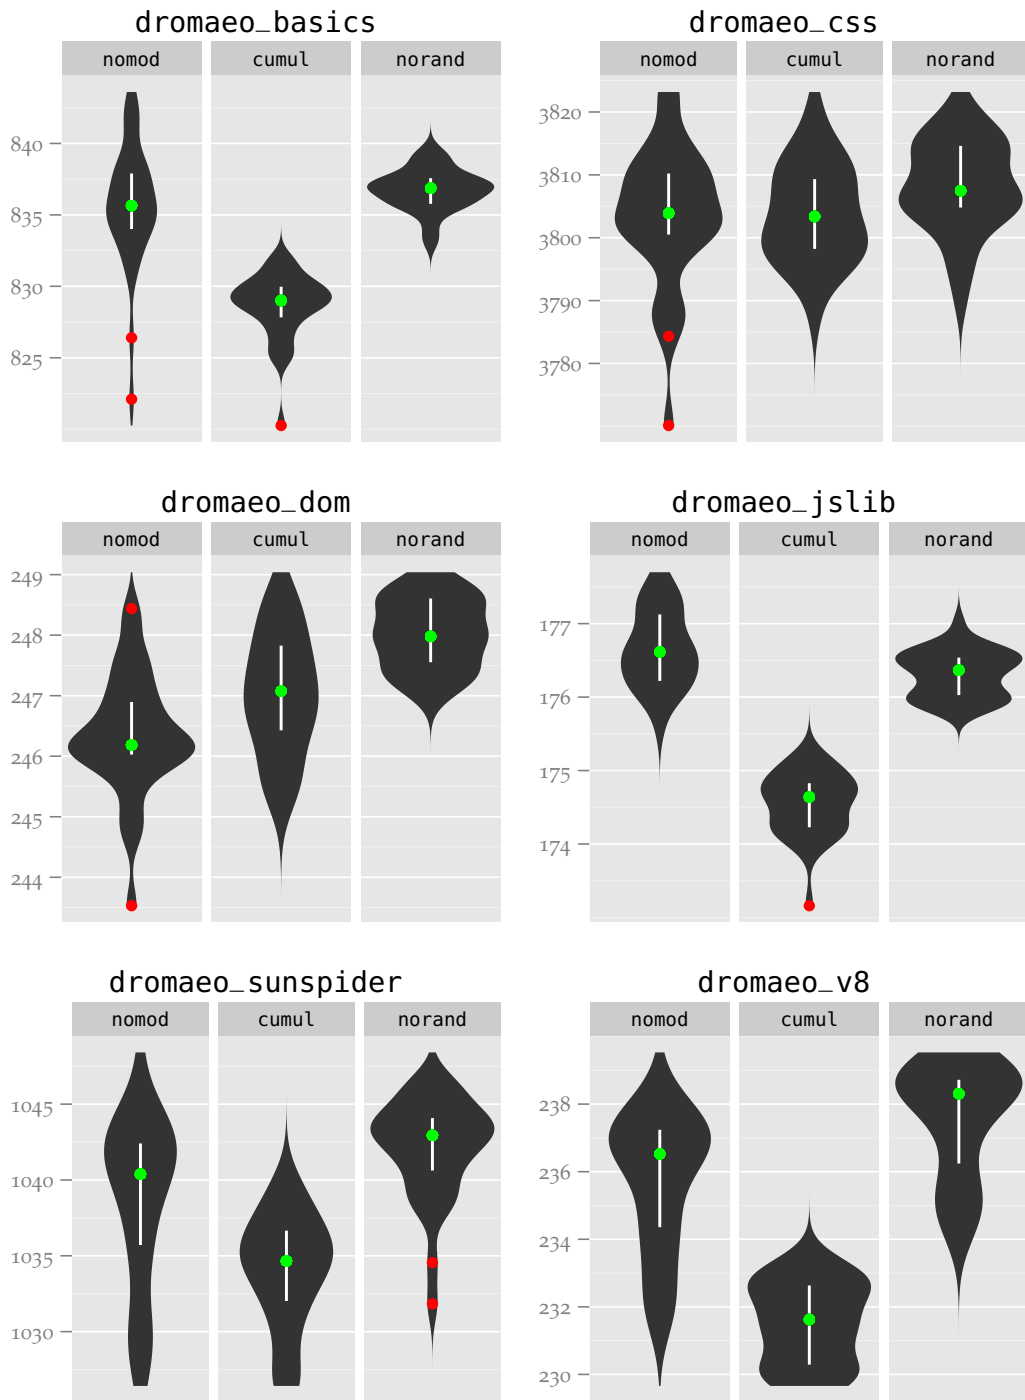 dromaeo_basics
nomod cumul norand
840
835
830
825
dromaeo_css
nomod cumul norand
3820
3810
3800
3790
3780
dromaeo_dom
nomod cumul norand
249
248
247
246
245
244
dromaeo_jslib
nomod cumul norand
177
176
175
174
dromaeo_sunspider
nomod cumul norand
1045
1040
1035
1030
dromaeo_v8
nomod cumul norand
238
236
234
232
230